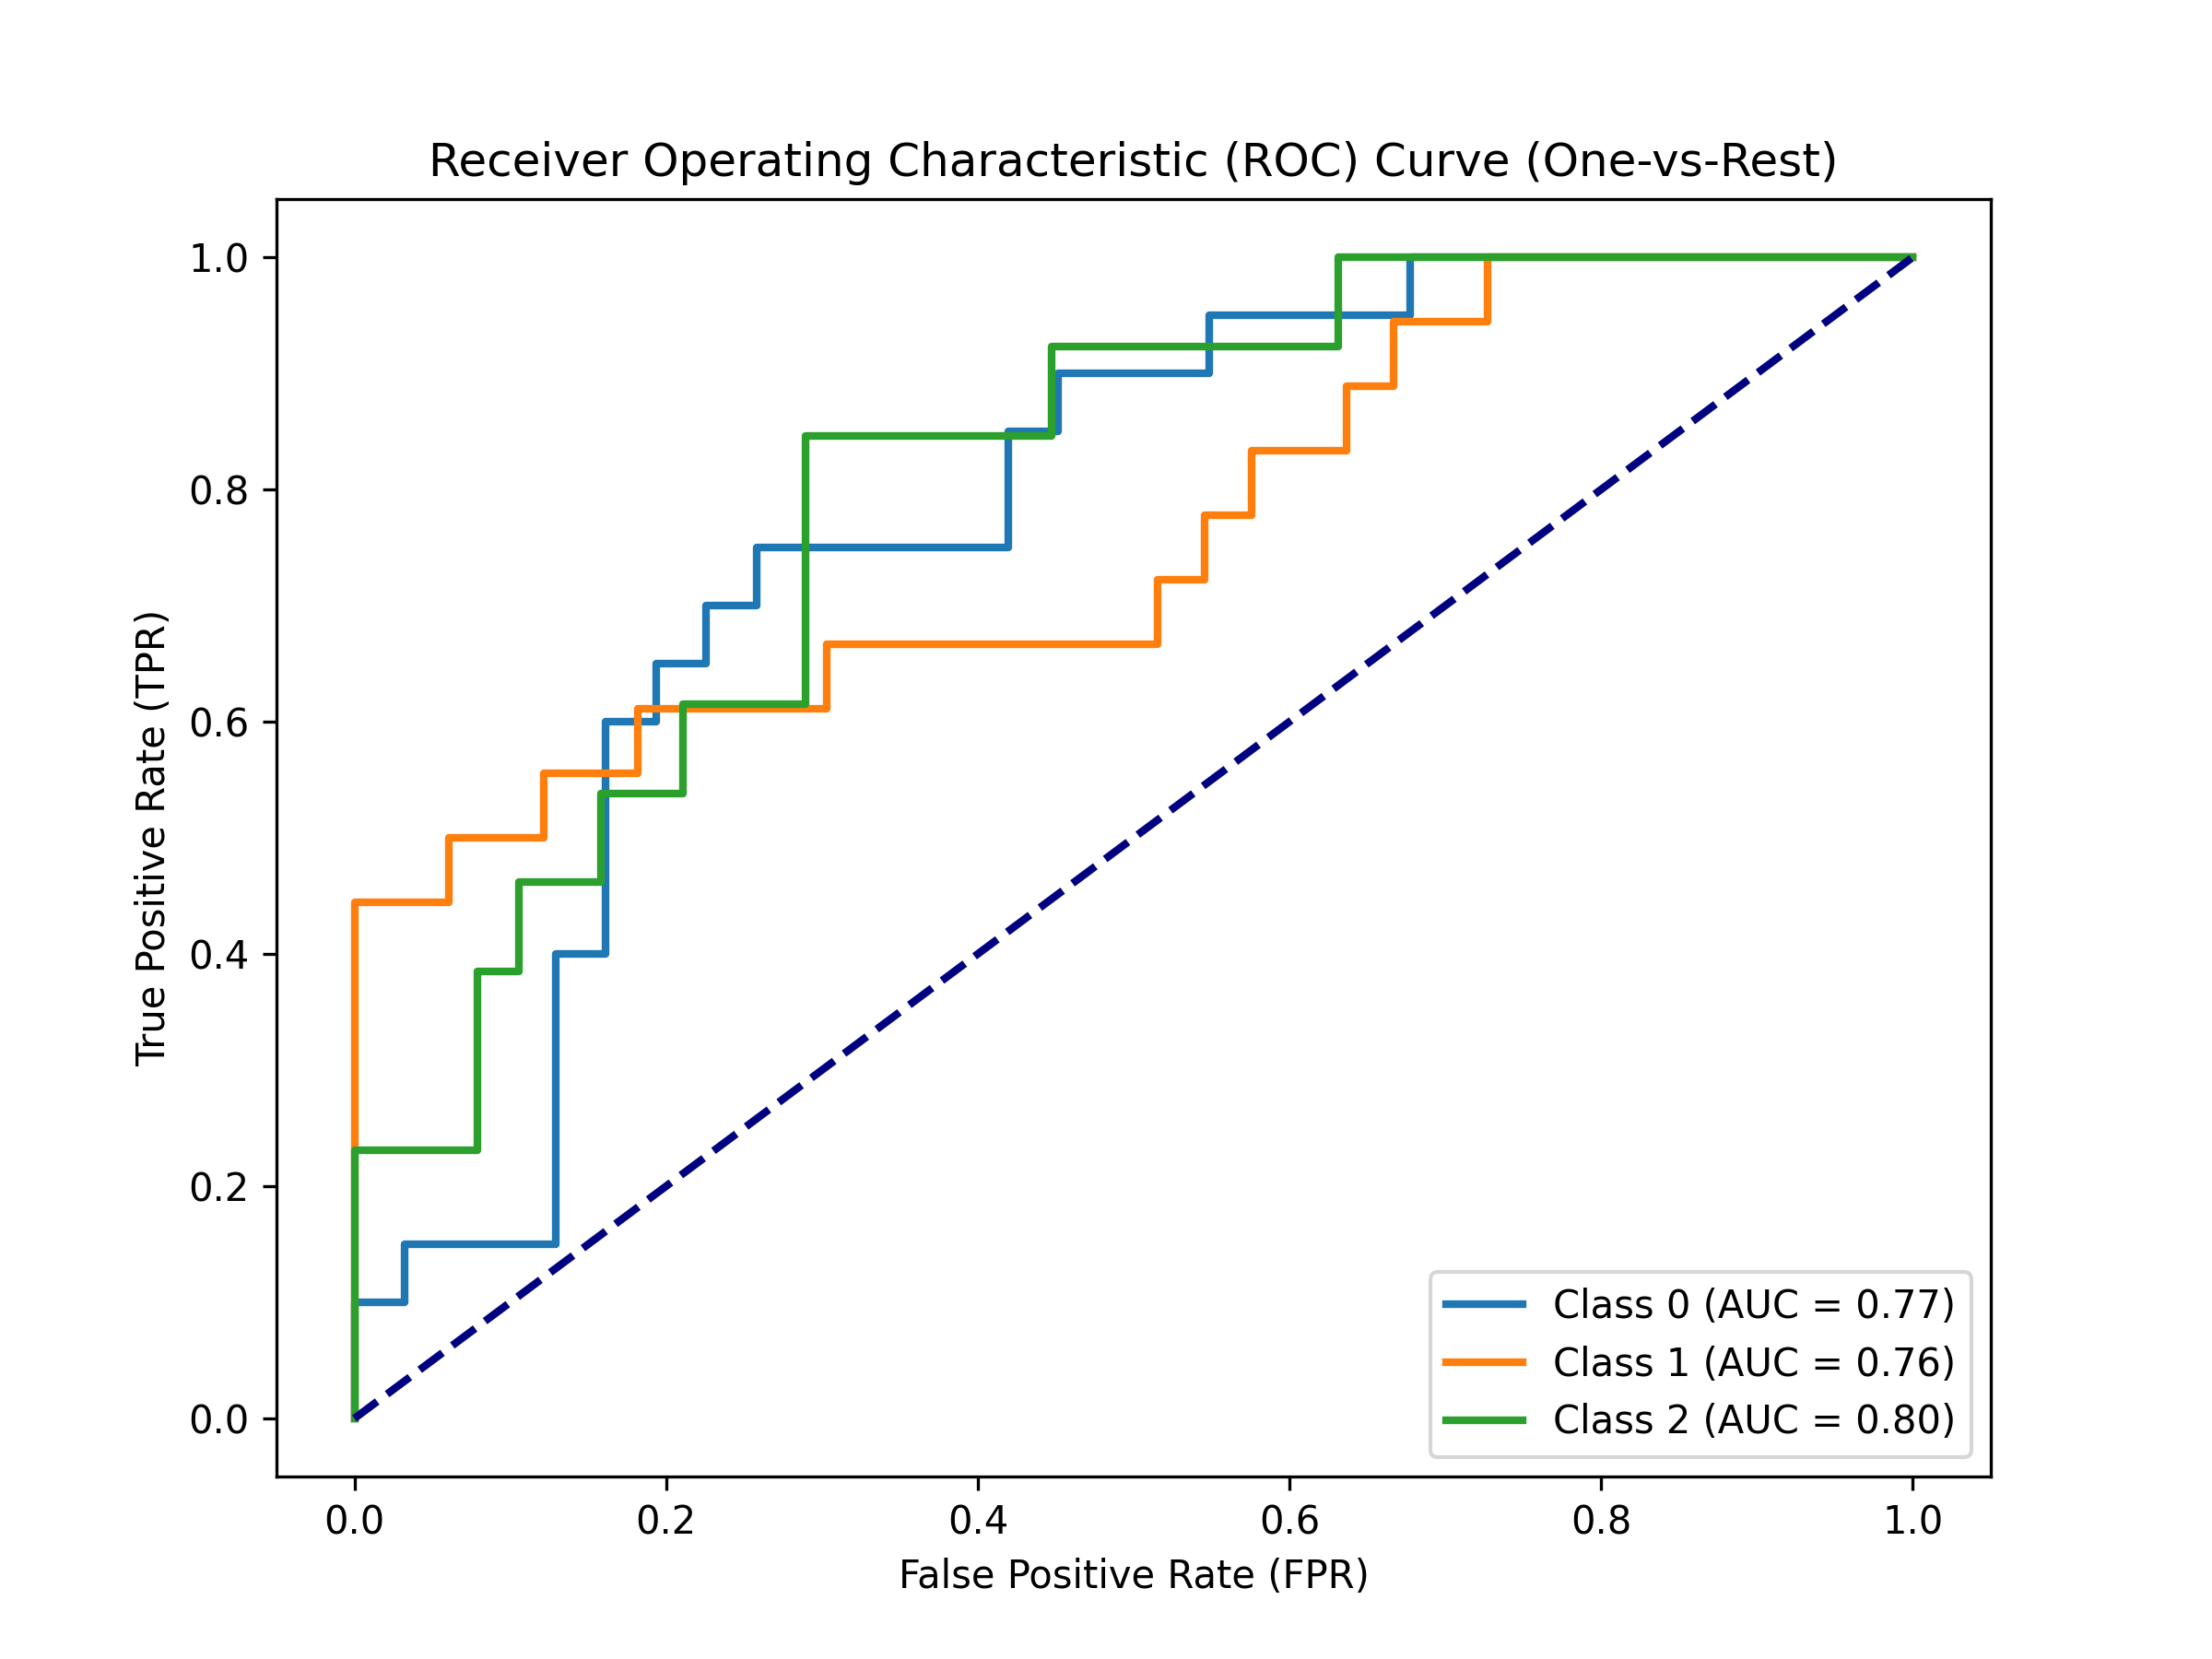 Receiver Operating Characteristic (ROC) Curve (One-vs-Rest)
True Positive Rate (TPR)
1.0
0.8
0.6
0.4
0.2
0.0
Class 0 (AUC = 0.77)
Class 1 (AUC = 0.76)
Class 2 (AUC = 0.80)
0.0 0.2 0.4 0.6 0.8 1.0
False Positive Rate (FPR)